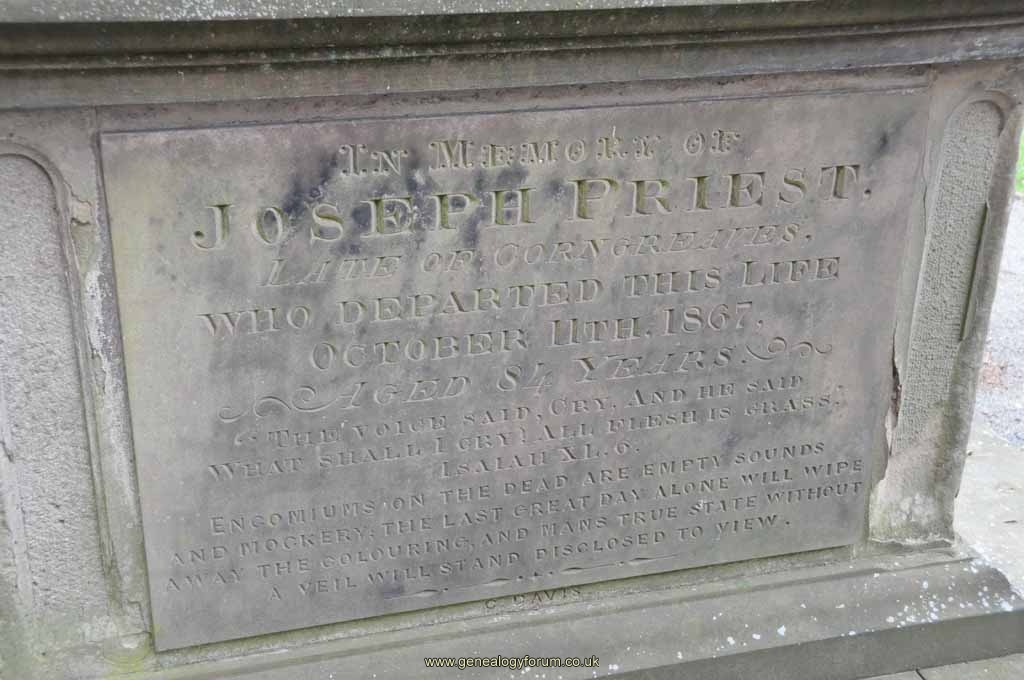 IN MEMORY OF
JOSEPH PRIEST,
LATE OF CORNGREAVES,
WHO DEPARTED THIS LIFE
OCTOBER 11TH, 1867,
AGED 84 YEARS.
"THE VOICE SAID, CRY, AND HE SAID
WHAT SHALL I CRY! ALL FLESH IS GRASS,
ISAIAH XL, 6.
ENCOMIUMS ON THE DEAD ARE EMPTY SOUNDS
AND MOCKERY; THE LAST GREAT DAY ALONE WILL WIPE
AWAY THE COLOURING, AND MANS TRUE STATE WITHOUT
A VEIL WILL STAND DISCLOSED TO VIEW.
C DAVIS
www.genealogyforum.co.uk